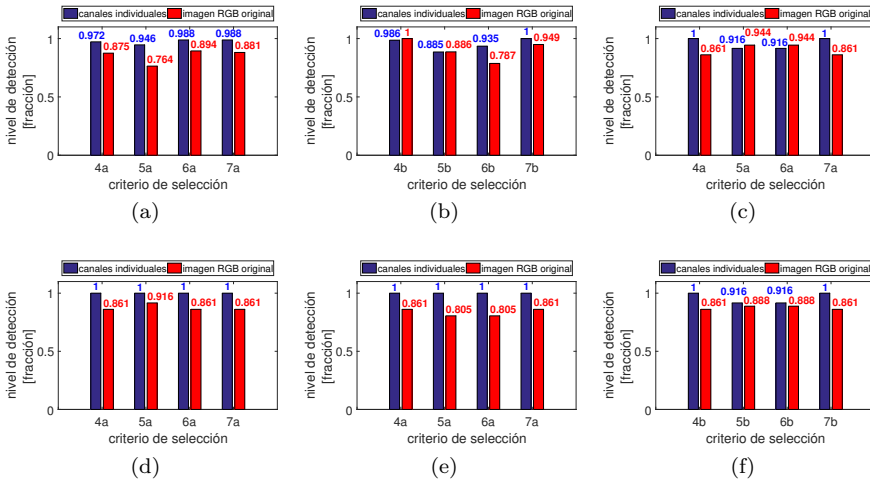 canales individuales imagen RGB original
nivel de detección
[fracción]
1
0.5
0
0.972 0.875 0.946 0.764 0.988 0.894 0.988 0.881
4a 5a 6a 7a
criterio de selección
(a)
canales individuales imagen RGB original
nivel de detección
[fracción]
1
0.5
0
0.986 1 0.885 0.886 0.935 0.787 1 0.949
4b 5b 6b 7b
criterio de selección
(b)
canales individuales imagen RGB original
nivel de detección
[fracción]
1
0.5
0
1 0.861 0.916 0.944 0.916 0.944 1 0.861
4a 5a 6a 7a
criterio de selección
(c)
canales individuales imagen RGB original
nivel de detección
[fracción]
1
0.5
0
1 0.861 1 0.916 1 0.861 1 0.861
4a 5a 6a 7a
criterio de selección
(d)
canales individuales imagen RGB original
nivel de detección
[fracción]
1
0.5
0
1 0.861 1 0.805 1 0.805 1 0.861
4a 5a 6a 7a
criterio de selección
(e)
canales individuales imagen RGB original
nivel de detección
[fracción]
1
0.5
0
1 0.861 0.916 0.888 0.916 0.888 1 0.861
4b 5b 6b 7b
criterio de selección
(f)